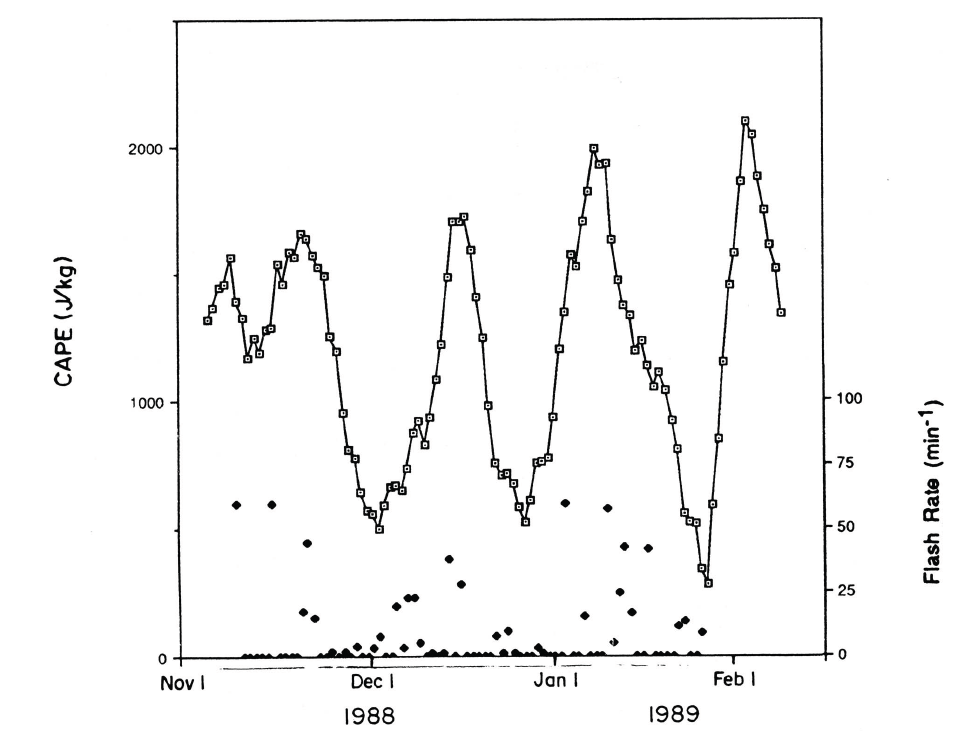 2000
1000
0
CAPE (J/kg)
100
75
50
25
0
Flash Rate (min-1)
Nov 1
Dec 1
Jan 1
Feb 1
1988
1989